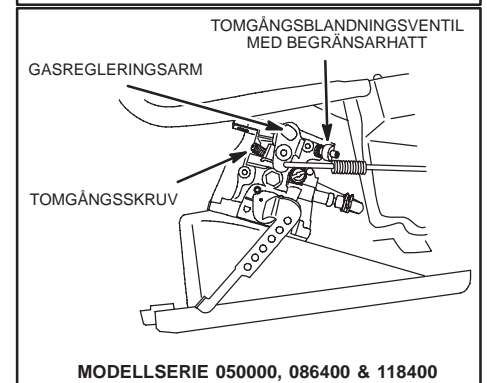 TOMGÅNGSBLANDNINGSVENTIL
MED BEGRÄNSARHATT
GASREGLERINGSARM
TOMGÅNGSSKRUV
MODELLSERIE 050000, 086400 & 118400